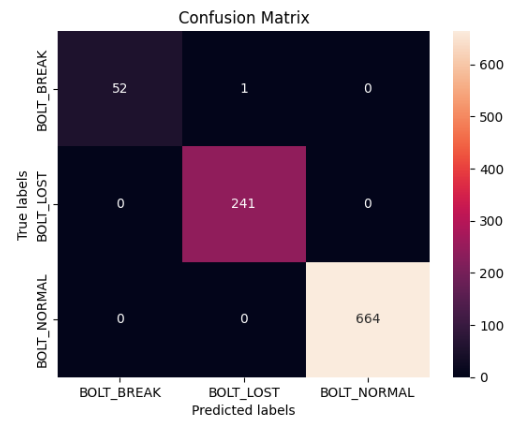 Confusion Matrix
True labels
BOLT_BREAK
BOLT_LOST
BOLT_NORMAL
52 1 0
0 241 0
0 0 664
BOLT_BREAK BOLT_LOST BOLT_NORMAL
Predicted labels
600
500
400
300
200
100
0